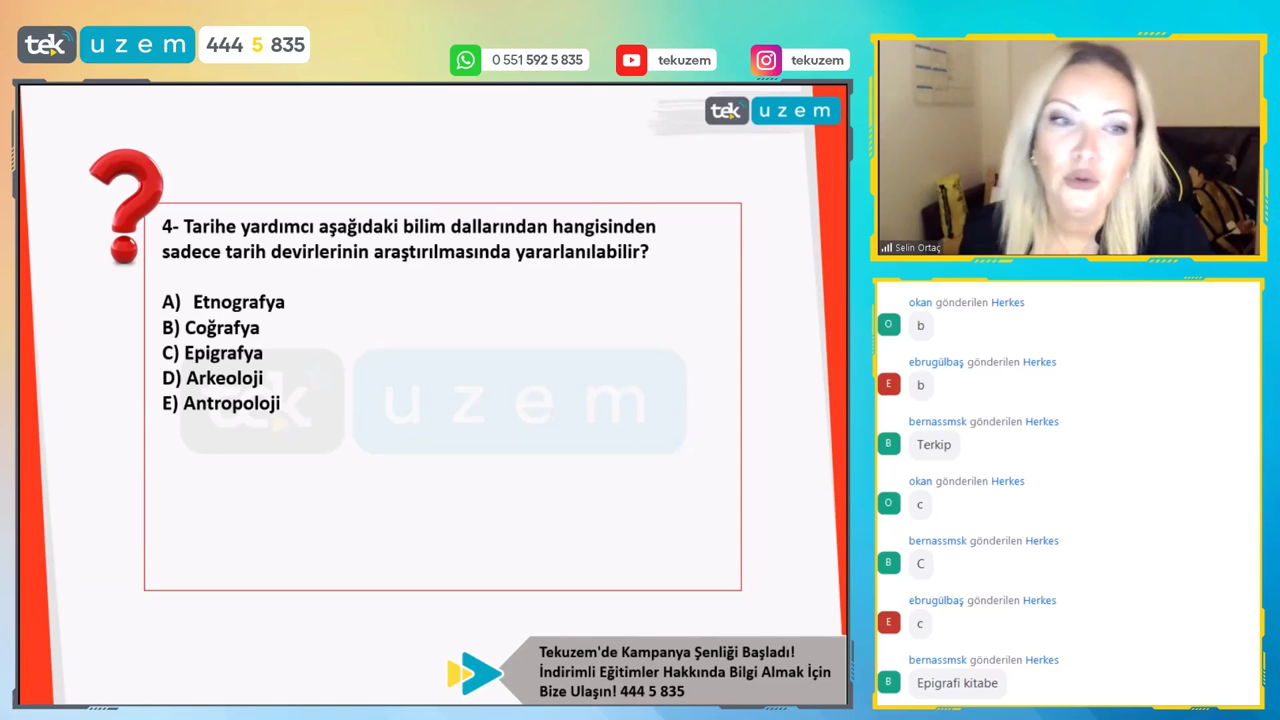 tek uzem 444 5 835
0 551 592 5 835
tekuzem
tekuzem
tek uzem
4- Tarihe yardımcı aşağıdaki bilim dallarından hangisinden
sadece tarih devirlerinin araştırılmasında yararlanılabilir?
A) Etnografya
B) Coğrafya
C) Epigrafya
D) Arkeoloji
E) Antropoloji
tek uzem
Tekuzem'de Kampanya Şenliği Başladı!
İndirimli Eğitimler Hakkında Bilgi Almak İçin
Bize Ulaşın! 444 5 835
Selin Ortaç
okan gönderilen Herkes
O b
ebrugülbaş gönderilen Herkes
E b
bernassmsk gönderilen Herkes
B Terkip
okan gönderilen Herkes
O c
bernassmsk gönderilen Herkes
B C
ebrugülbaş gönderilen Herkes
E c
bernassmsk gönderilen Herkes
B Epigrafi kitabe